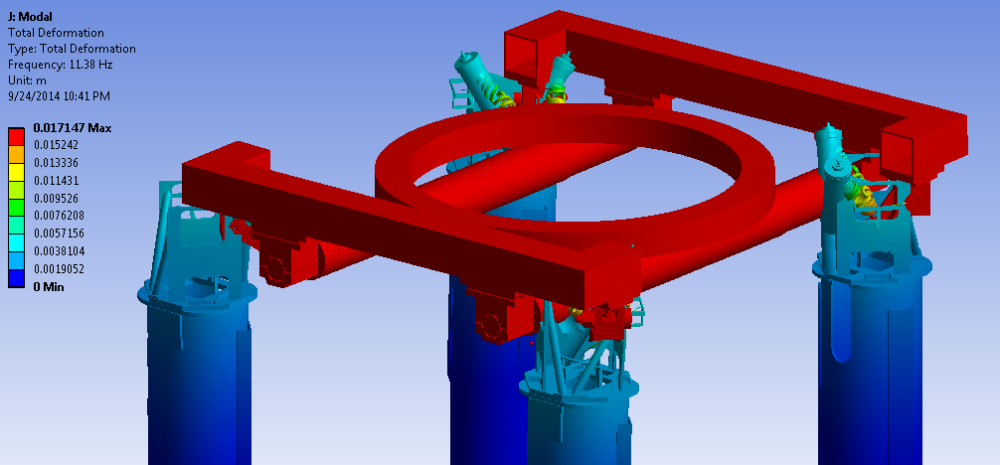 J: Modal
Total Deformation
Type: Total Deformation
Frequency: 11.38 Hz
Unit: m
9/24/2014 10:41 PM
0.017147 Max
0.015242
0.013336
0.011431
0.009526
0.0076208
0.0057156
0.0038104
0.0019052
0 Min